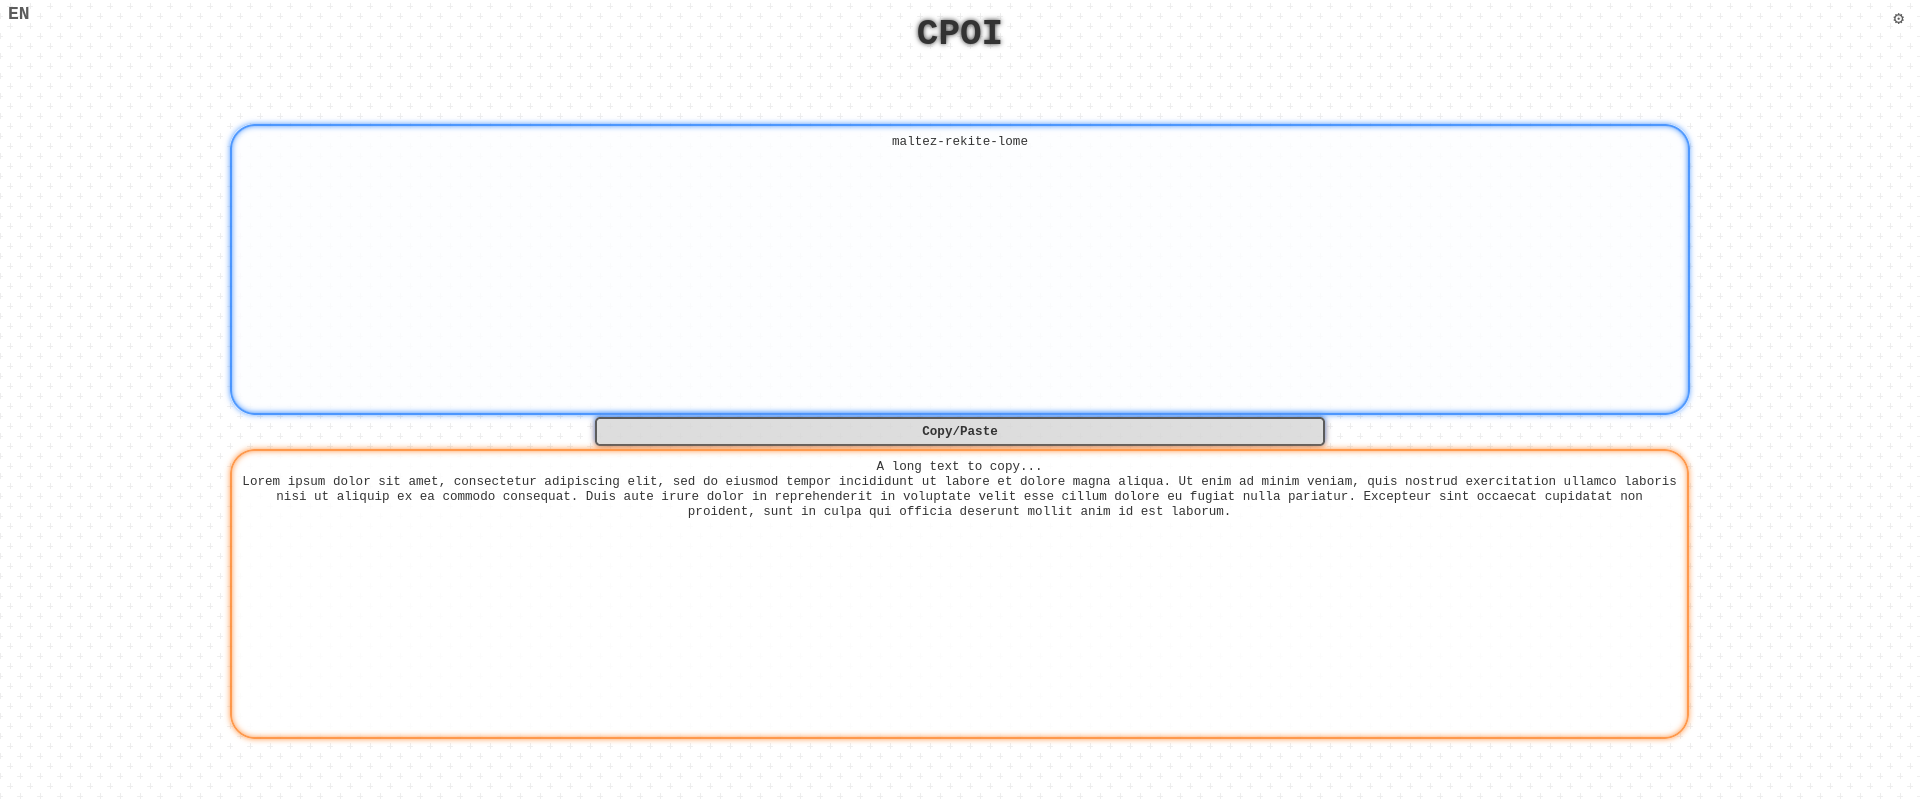 EN
CPOI
⚙
maltez-rekite-lome
Copy/Paste
A long text to copy...
Lorem ipsum dolor sit amet, consectetur adipiscing elit, sed do eiusmod tempor incididunt ut labore et dolore magna aliqua. Ut enim ad minim veniam, quis nostrud exercitation ullamco laboris
nisi ut aliquip ex ea commodo consequat. Duis aute irure dolor in reprehenderit in voluptate velit esse cillum dolore eu fugiat nulla pariatur. Excepteur sint occaecat cupidatat non
proident, sunt in culpa qui officia deserunt mollit anim id est laborum.